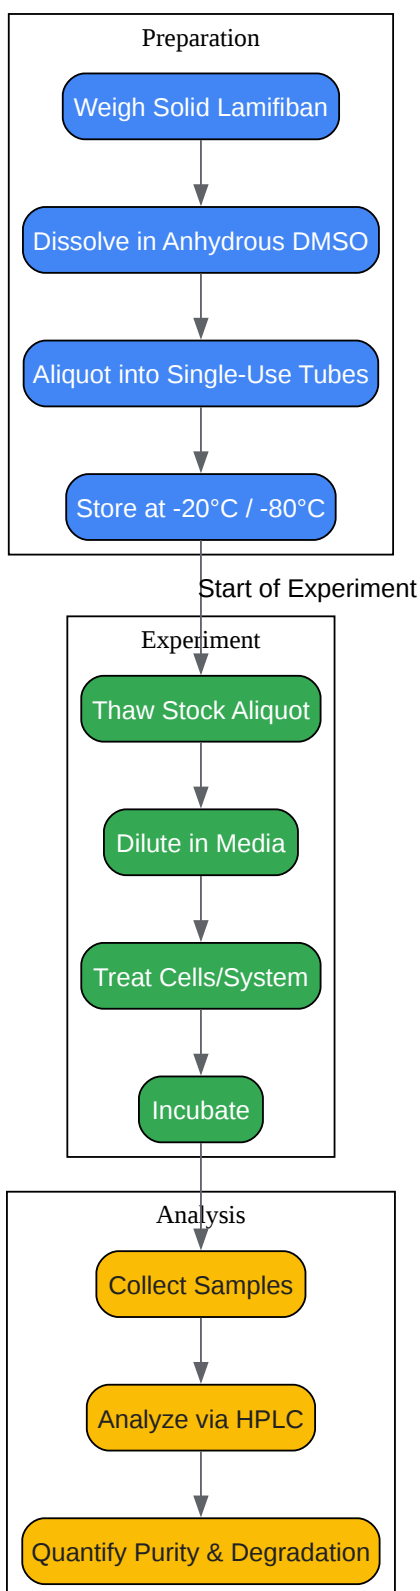 Preparation
Weigh Solid Lamifiban
Dissolve in Anhydrous DMSO
Aliquot into Single-Use Tubes
Store at -20°C / -80°C
Start of Experiment
Experiment
Thaw Stock Aliquot
Dilute in Media
Treat Cells/System
Incubate
Analysis
Collect Samples
Analyze via HPLC
Quantify Purity & Degradation